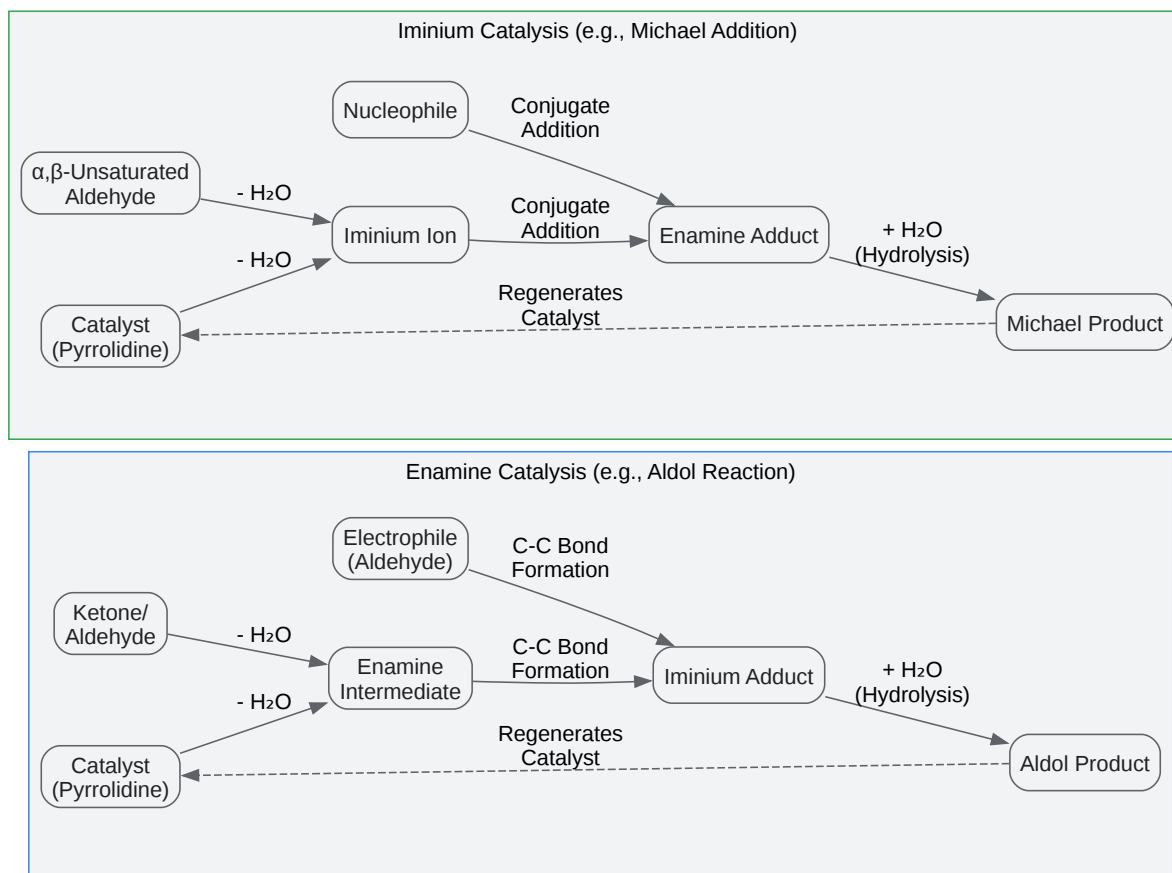 Iminium Catalysis (e.g., Michael Addition)
Nucleophile
Conjugate
Addition
α,β-Unsaturated
Aldehyde
- H₂O
Iminium Ion
Conjugate
Addition
Enamine Adduct
+ H₂O
(Hydrolysis)
- H₂O
Catalyst
(Pyrrolidine)
Regenerates
Catalyst
Michael Product
Enamine Catalysis (e.g., Aldol Reaction)
Electrophile
(Aldehyde)
C-C Bond
Formation
Ketone/
Aldehyde
- H₂O
Enamine
Intermediate
C-C Bond
Formation
Iminium Adduct
+ H₂O
(Hydrolysis)
- H₂O
Catalyst
(Pyrrolidine)
Regenerates
Catalyst
Aldol Product